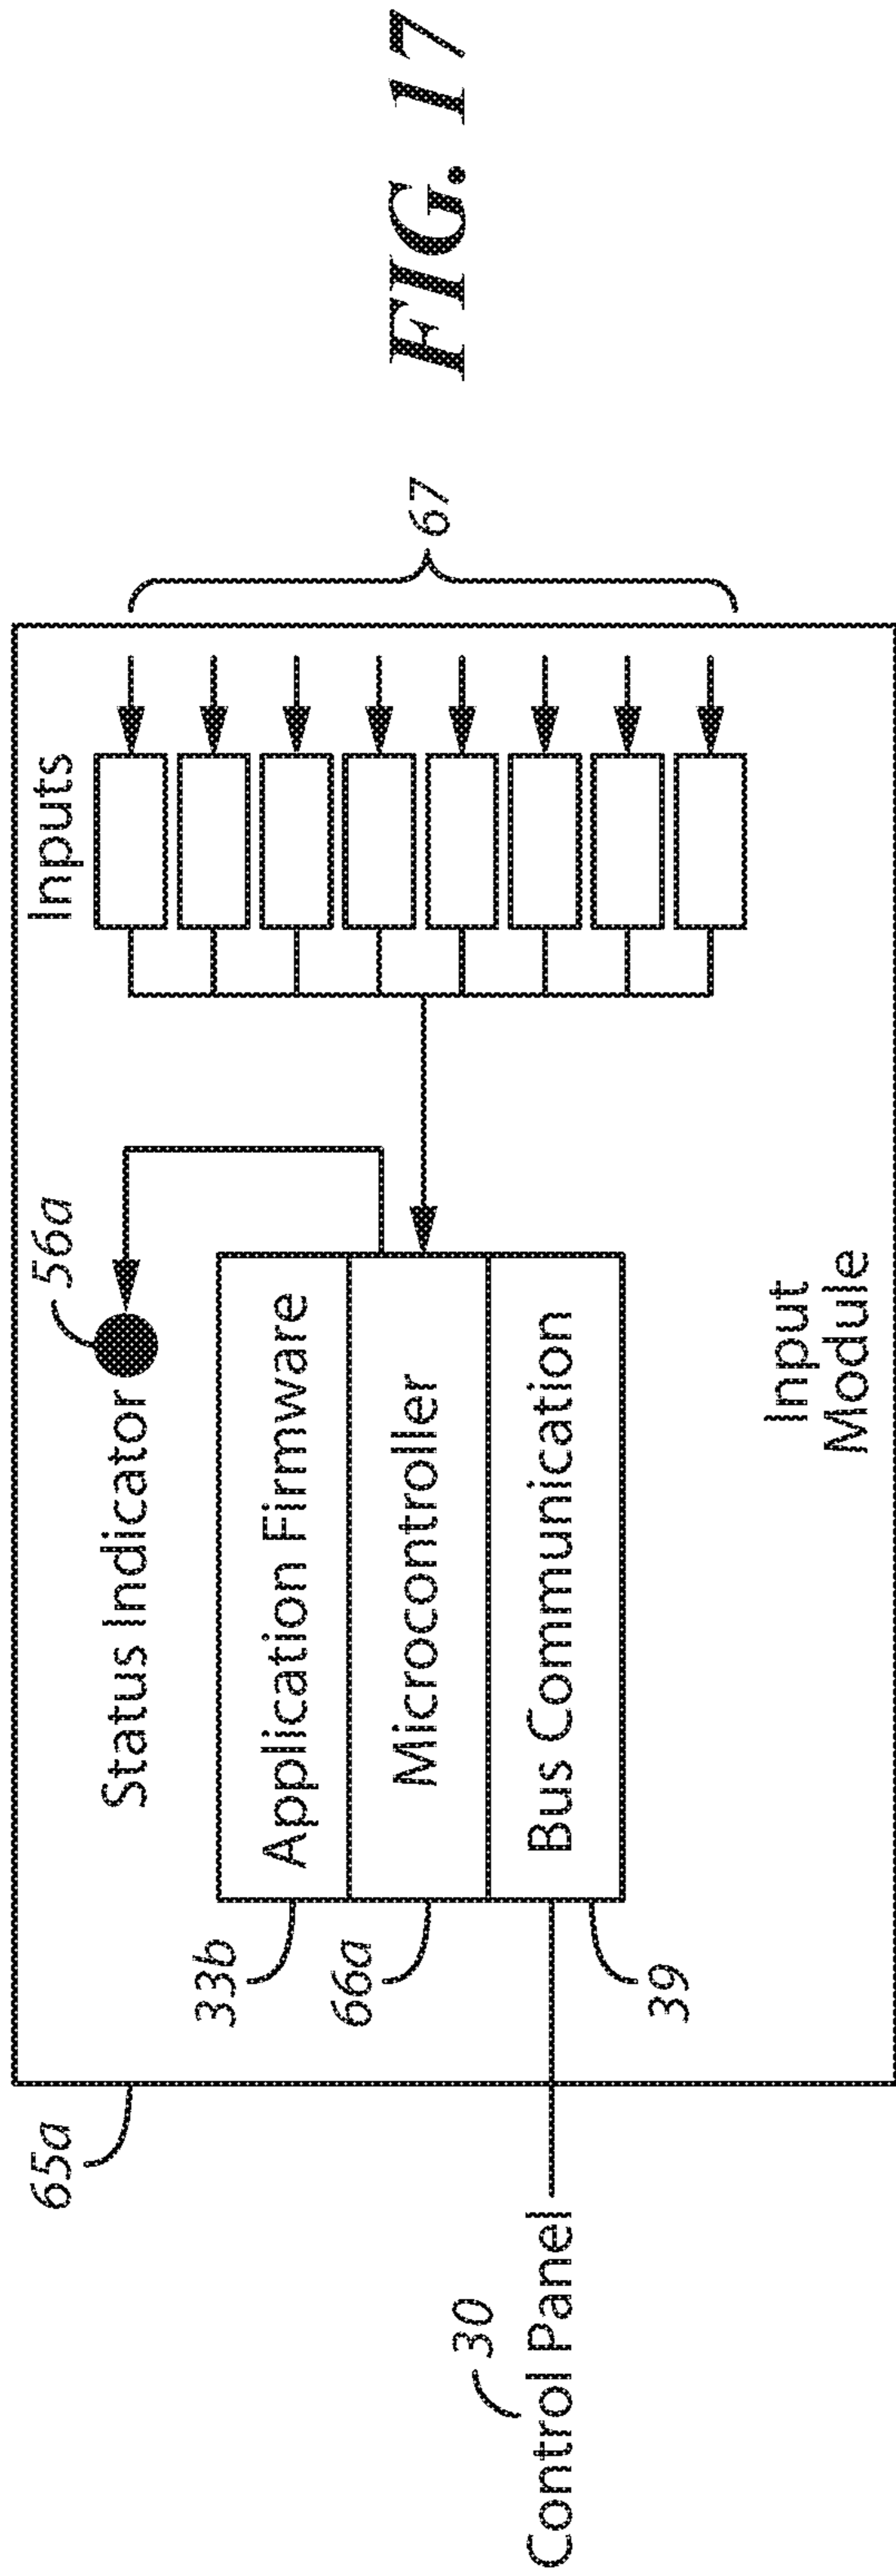 65a
56a
Status Indicator
Inputs
33b
Application Firmware
66a
Microcontroller
67
FIG. 17
30
Control Panel
Bus Communication
39
Input
Module